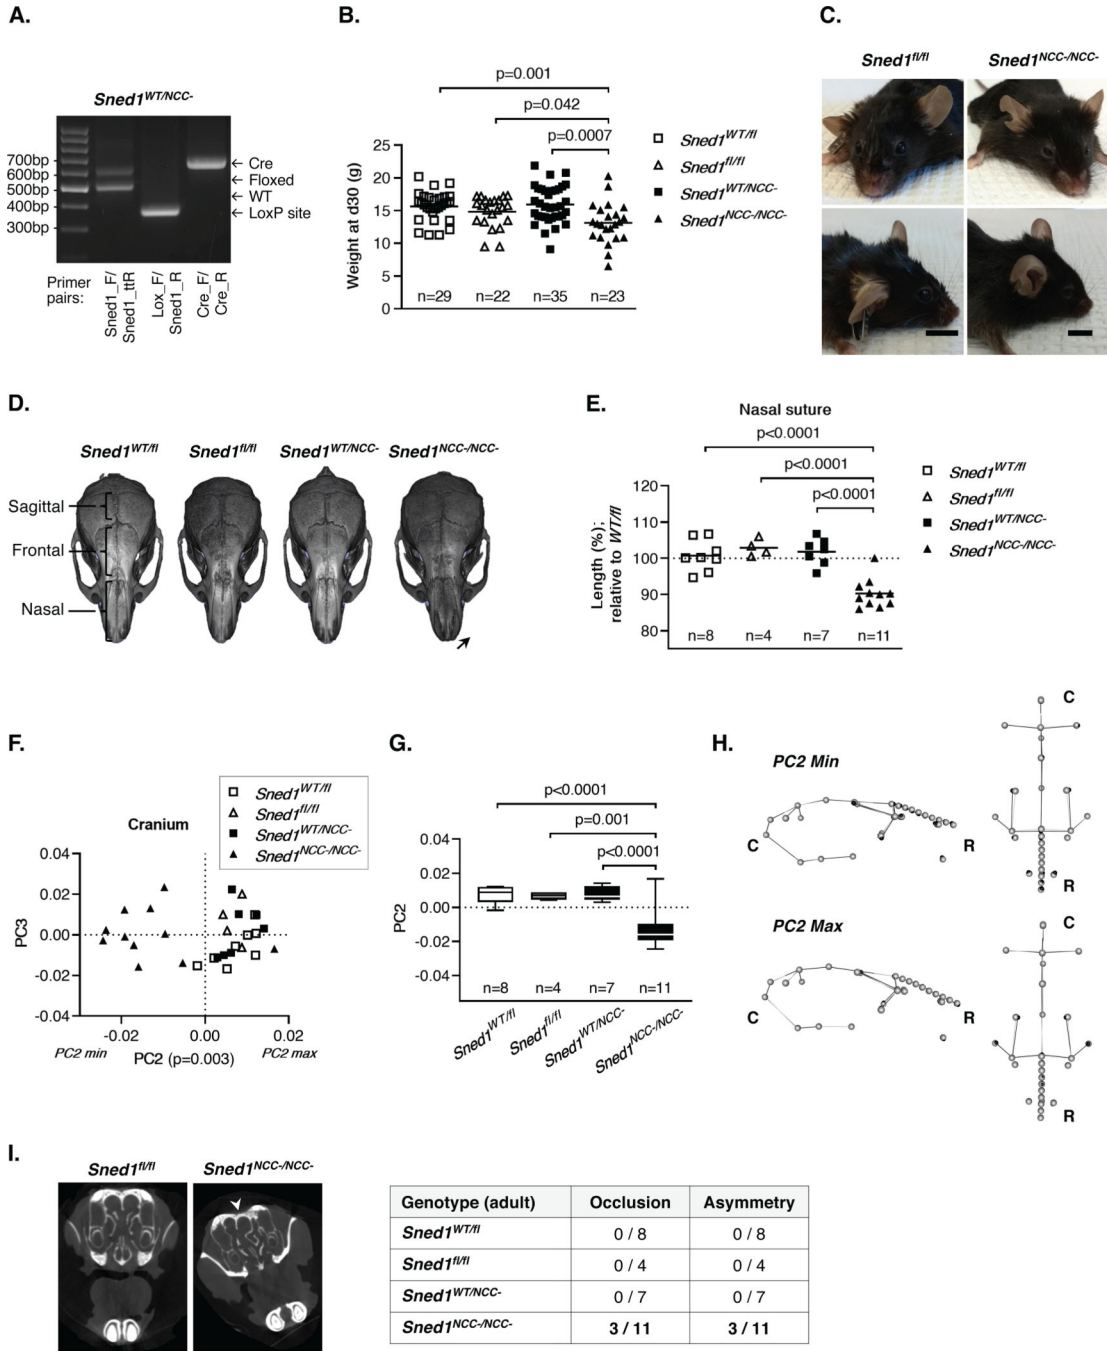 A.
Sned1WT/NCC-
700bp
600bp
500bp
400bp
300bp
← Cre
← Floxed
← WT
← LoxP site
Primer
pairs:
Sned1_F/
Sned1_ttR
Lox_F/
Sned1_R
Cre_F/
Cre_R
B.
p=0.001
p=0.042
p=0.0007
Weight at d30 (g)
25
20
15
10
5
0
n=29
n=22
n=35
n=23
Sned1WT/fl
Sned1fl/fl
Sned1WT/NCC-
Sned1NCC-/NCC-
C.
Sned1fl/fl
Sned1NCC-/NCC-
D.
Sned1WT/fl
Sned1fl/fl
Sned1WT/NCC-
Sned1NCC-/NCC-
Sagittal
Frontal
Nasal
E.
Nasal suture
p<0.0001
p<0.0001
p<0.0001
Length (%);
relative to WT/fl
120
110
100
90
80
n=8
n=4
n=7
n=11
Sned1WT/fl
Sned1fl/fl
Sned1WT/NCC-
Sned1NCC-/NCC-
F.
Sned1WT/fl
Sned1fl/fl
Sned1WT/NCC-
Sned1NCC-/NCC-
Cranium
PC3
0.04
0.02
0.00
-0.02
-0.04
-0.02
0.00
0.02
PC2 min
PC2 (p=0.003)
PC2 max
G.
p<0.0001
p=0.001
p<0.0001
PC2
0.04
0.02
0.00
-0.02
-0.04
n=8
n=4
n=7
n=11
Sned1WT/fl
Sned1fl/fl
Sned1WT/NCC-
Sned1NCC-/NCC-
H.
PC2 Min
C
R
C
R
PC2 Max
C
R
C
R
I.
Sned1fl/fl
Sned1NCC-/NCC-
Genotype (adult) Occlusion Asymmetry
Sned1WT/fl 0 / 8 0 / 8
Sned1fl/fl 0 / 4 0 / 4
Sned1WT/NCC- 0 / 7 0 / 7
Sned1NCC-/NCC- 3 / 11 3 / 11